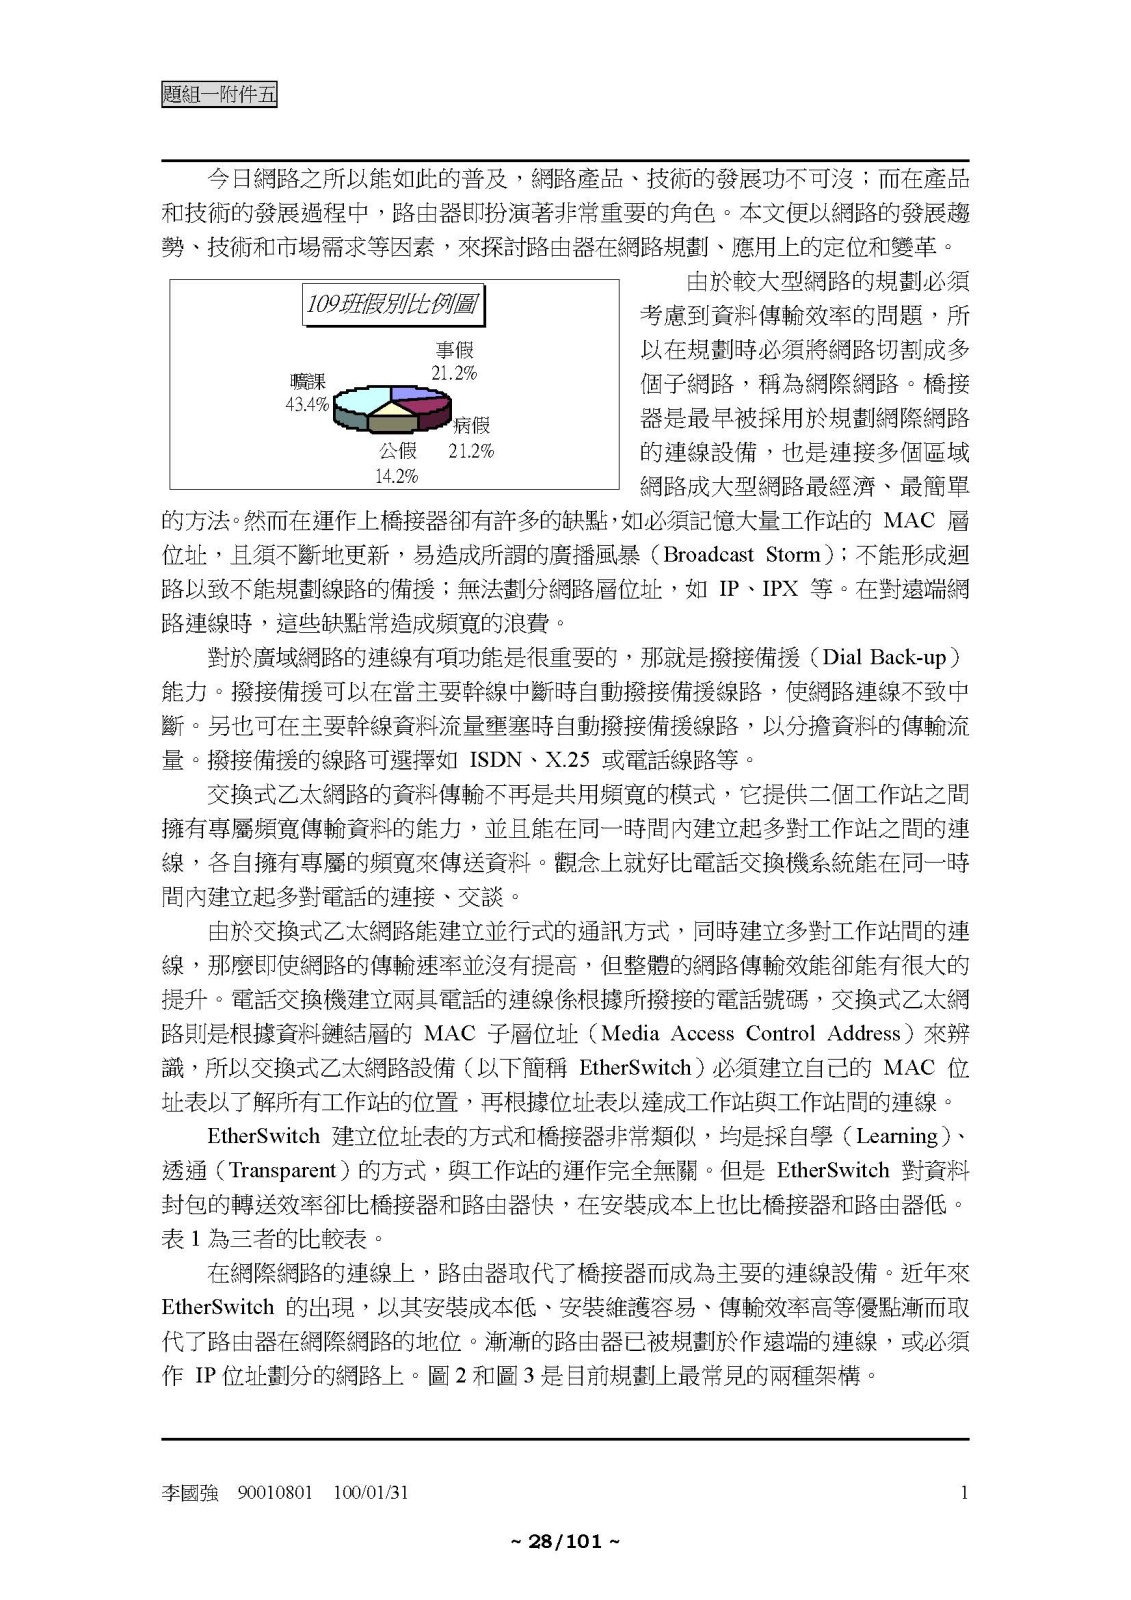 題組一附件五
今日網路之所以能如此的普及，網路產品、技術的發展功不可沒；而在產品
和技術的發展過程中，路由器即扮演著非常重要的角色。本文便以網路的發展趨
勢、技術和市場需求等因素，來探討路由器在網路規劃、應用上的定位和變革。
109班假別比例圖
事假
21.2%
曠課
43.4%
病假
21.2%
公假
14.2%
由於較大型網路的規劃必須
考慮到資料傳輸效率的問題，所
以在規劃時必須將網路切割成多
個子網路，稱為網際網路。橋接
器是最早被採用於規劃網際網路
的連線設備，也是連接多個區域
網路成大型網路最經濟、最簡單
的方法。然而在運作上橋接器卻有許多的缺點，如必須記憶大量工作站的 MAC 層
位址，且須不斷地更新，易造成所謂的廣播風暴（Broadcast Storm）；不能形成迴
路以致不能規劃線路的備援；無法劃分網路層位址，如 IP、IPX 等。在對遠端網
路連線時，這些缺點常造成頻寬的浪費。
對於廣域網路的連線有項功能是很重要的，那就是撥接備援（Dial Back-up）
能力。撥接備援可以在當主要幹線中斷時自動撥接備援線路，使網路連線不致中
斷。另也可在主要幹線資料流量壅塞時自動撥接備援線路，以分擔資料的傳輸流
量。撥接備援的線路可選擇如 ISDN、X.25 或電話線路等。
交換式乙太網路的資料傳輸不再是共用頻寬的模式，它提供二個工作站之間
擁有專屬頻寬傳輸資料的能力，並且能在同一時間內建立起多對工作站之間的連
線，各自擁有專屬的頻寬來傳送資料。觀念上就好比電話交換機系統能在同一時
間內建立起多對電話的連接、交談。
由於交換式乙太網路能建立並行式的通訊方式，同時建立多對工作站間的連
線，那麼即使網路的傳輸速率並沒有提高，但整體的網路傳輸效能卻能有很大的
提升。電話交換機建立兩具電話的連線係根據所撥接的電話號碼，交換式乙太網
路則是根據資料鏈結層的 MAC 子層位址（Media Access Control Address）來辨
識，所以交換式乙太網路設備（以下簡稱 EtherSwitch）必須建立自己的 MAC 位
址表以了解所有工作站的位置，再根據位址表以達成工作站與工作站間的連線。
EtherSwitch 建立位址表的方式和橋接器非常類似，均是採自學（Learning）、
透通（Transparent）的方式，與工作站的運作完全無關。但是 EtherSwitch 對資料
封包的轉送效率卻比橋接器和路由器快，在安裝成本上也比橋接器和路由器低。
表 1 為三者的比較表。
在網際網路的連線上，路由器取代了橋接器而成為主要的連線設備。近年來
EtherSwitch 的出現，以其安裝成本低、安裝維護容易、傳輸效率高等優點漸而取
代了路由器在網際網路的地位。漸漸的路由器已被規劃於作遠端的連線，或必須
作 IP 位址劃分的網路上。圖 2 和圖 3 是目前規劃上最常見的兩種架構。
李國強 90010801 100/01/31 1
~ 28/101 ~